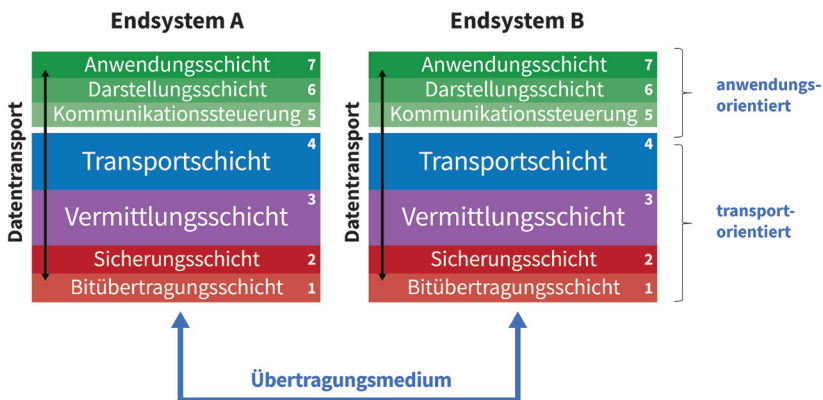 Endsystem A
Endsystem B
Datentransport
Anwendungsschicht 7
Darstellungsschicht 6
Kommunikationssteuerung 5
Transportschicht 4
Vermittlungsschicht 3
Sicherungsschicht 2
Bitübertragungsschicht 1
Datentransport
Anwendungsschicht 7
Darstellungsschicht 6
Kommunikationssteuerung 5
Transportschicht 4
Vermittlungsschicht 3
Sicherungsschicht 2
Bitübertragungsschicht 1
anwendungs-
orientiert
transport-
orientiert
Übertragungsmedium